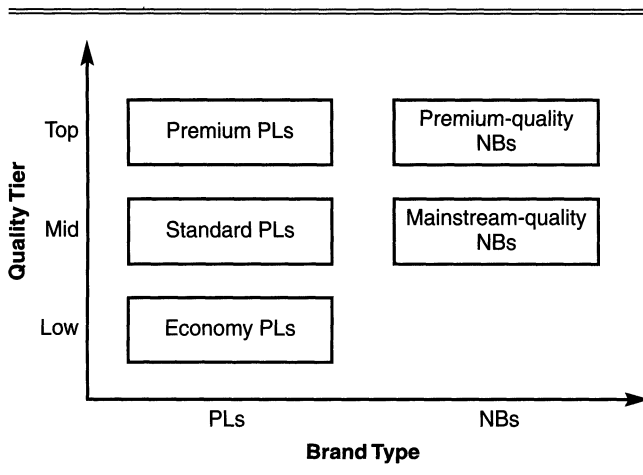 Quality Tier
Top
Premium PLs
Premium-quality
NBs
Mid
Standard PLs
Mainstream-quality
NBs
Low
Economy PLs
PLs
NBs
Brand Type